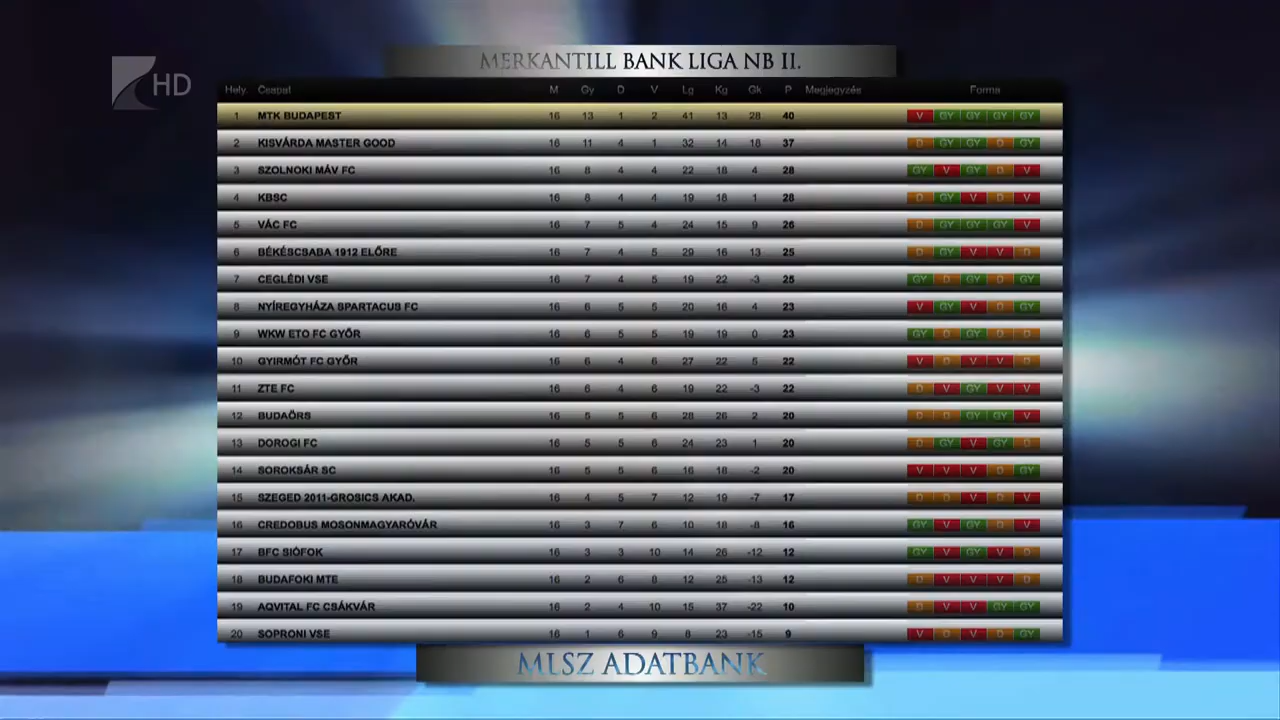 HD
MERKANTILL BANK LIGA NB II.
Hely. Csapat M Gy D V Lg Kg Gk P Megjegyzés Forma
1 MTK BUDAPEST 16 13 1 2 41 13 28 40 V GY GY GY GY
2 KISVÁRDA MASTER GOOD 16 11 4 1 32 14 18 37 D GY GY D GY
3 SZOLNOKI MÁV FC 16 8 4 4 22 18 4 28 GY V GY D V
4 KBSC 16 8 4 4 19 18 1 28 D GY V D V
5 VÁC FC 16 7 5 4 24 15 9 26 D GY GY GY V
6 BÉKÉSCSABA 1912 ELŐRE 16 7 4 5 29 16 13 25 D GY V V D
7 CEGLÉDI VSE 16 7 4 5 19 22 -3 25 GY D GY D GY
8 NYÍREGYHÁZA SPARTACUS FC 16 6 5 5 20 16 4 23 V GY V D GY
9 WKW ETO FC GYŐR 16 6 5 5 19 19 0 23 GY D GY D D
10 GYIRMÓT FC GYŐR 16 6 4 6 27 22 5 22 V D V V D
11 ZTE FC 16 6 4 6 19 22 -3 22 D V GY V V
12 BUDAÖRS 16 5 5 6 28 26 2 20 D D GY GY V
13 DOROGI FC 16 5 5 6 24 23 1 20 D GY V GY D
14 SOROKSÁR SC 16 5 5 6 16 18 -2 20 V V V D GY
15 SZEGED 2011-GROSICS AKAD. 16 4 5 7 12 19 -7 17 D D V D V
16 CREDOBUS MOSONMAGYARÓVÁR 16 3 7 6 10 18 -8 16 GY V GY D V
17 BFC SIÓFOK 16 3 3 10 14 26 -12 12 GY V GY V D
18 BUDAFOKI MTE 16 2 6 8 12 25 -13 12 D V V V D
19 AQVITAL FC CSÁKVÁR 16 2 4 10 15 37 -22 10 D V V GY GY
20 SOPRONI VSE 16 1 6 9 8 23 -15 9 V D V D GY
MLSZ ADATBANK